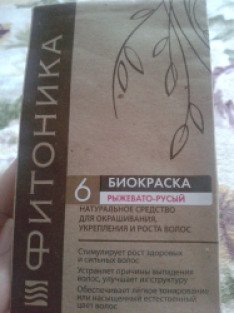 ФИТОНИКА
6 БИОКРАСКА
РЫЖЕВАТО-РУСЫЙ
НАТУРАЛЬНОЕ СРЕДСТВО
ДЛЯ ОКРАШИВАНИЯ,
УКРЕПЛЕНИЯ И РОСТА ВОЛОС
Стимулирует рост здоровых
и сильных волос
Устраняет причины выпадения
волос, улучшает их структуру
Обеспечивает легкое тонирование
или насыщенный естественный
цвет волос